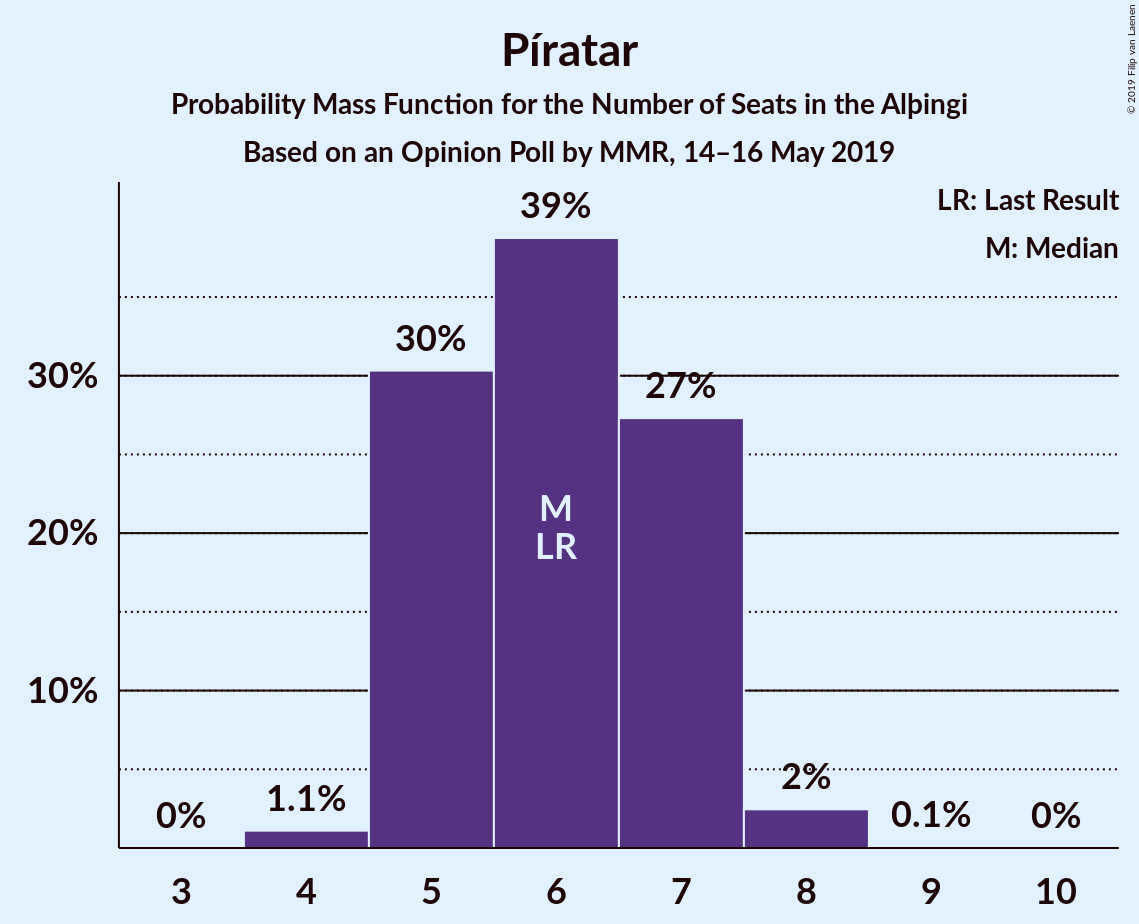 Píratar
Probability Mass Function for the Number of Seats in the Alþingi
Based on an Opinion Poll by MMR, 14–16 May 2019
© 2019 Filip van Laenen
LR: Last Result
M: Median
39%
30%
27%
30%
M
LR
20%
10%
0%
1.1%
2%
0.1%
0%
3 4 5 6 7 8 9 10